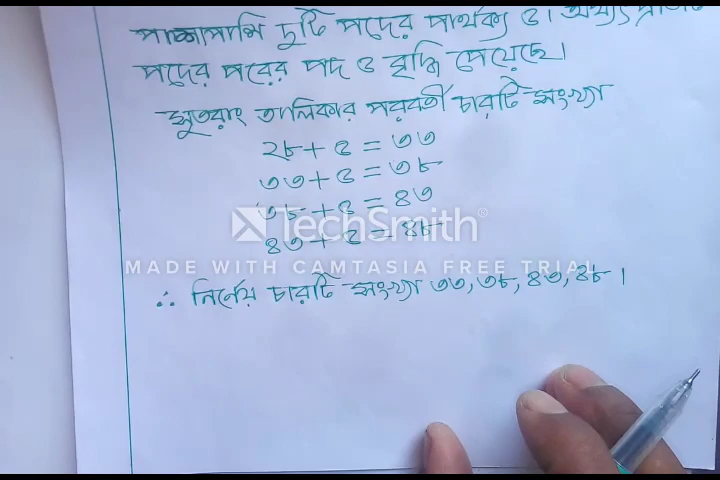 পাশাপাশি দুটি পদের পার্থক্য ৫। অর্থাৎ প্রতিটি
পদের পরের পদ ৫ বৃদ্ধি পেয়েছে।
সুতরাং তালিকার পরবর্তী চারটি সংখ্যা
২৮+৫=৩৩
৩৩+৫=৩৮
৩৮+৫=৪৩
৪৩+৫=৪৮
TechSmith®
MADE WITH CAMTASIA FREE TRIAL
∴ নির্নেয় চারটি সংখ্যা ৩৩, ৩৮, ৪৩, ৪৮।